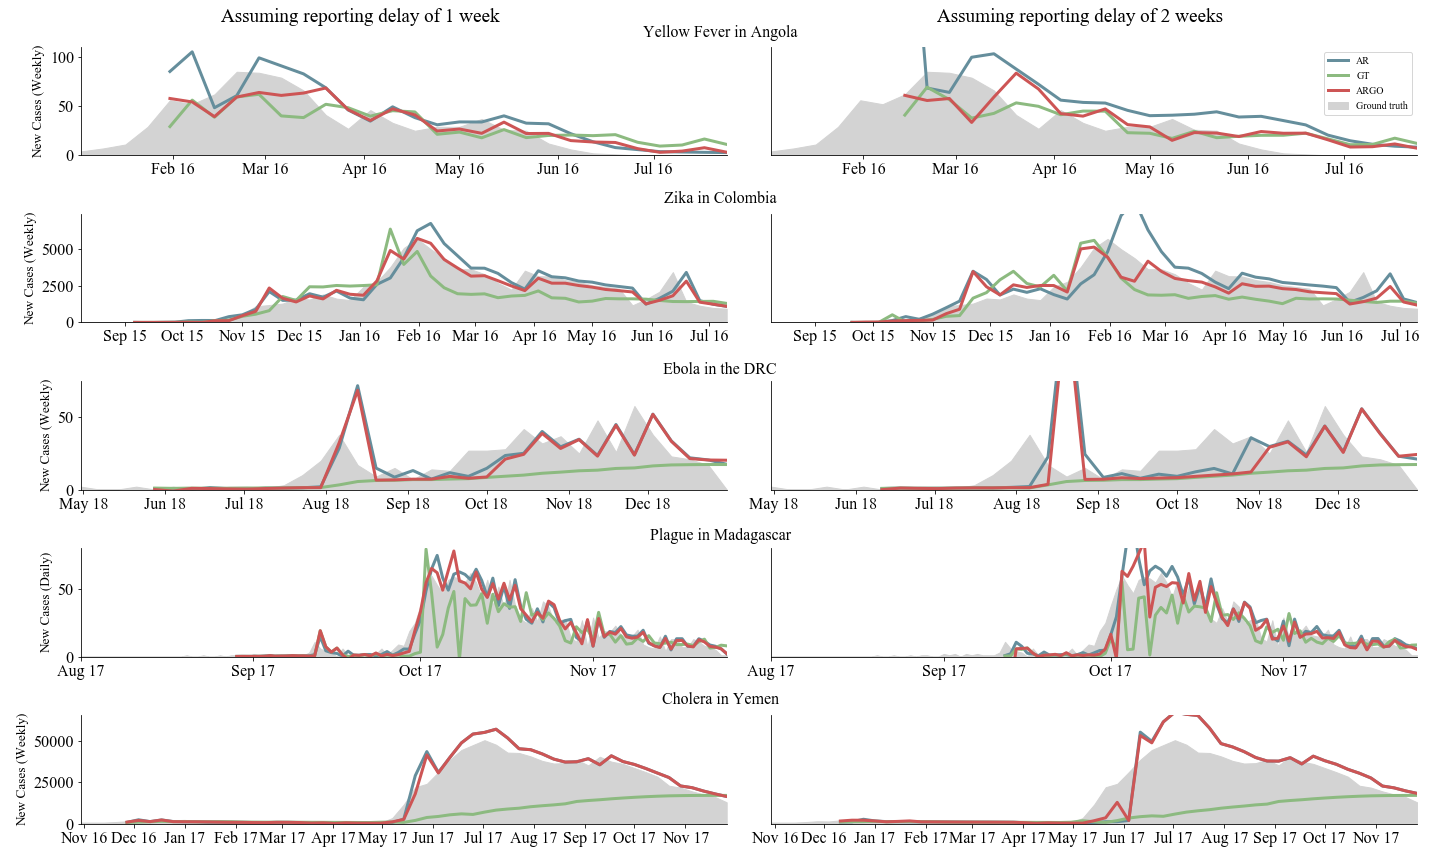 Assuming reporting delay of 1 week
Assuming reporting delay of 2 weeks
Yellow Fever in Angola
New Cases (Weekly)
100
50
0
Feb 16 Mar 16 Apr 16 May 16 Jun 16 Jul 16
AR
GT
ARGO
Ground truth
Feb 16 Mar 16 Apr 16 May 16 Jun 16 Jul 16
Zika in Colombia
New Cases (Weekly)
5000
2500
0
Sep 15 Oct 15 Nov 15 Dec 15 Jan 16 Feb 16 Mar 16 Apr 16 May 16 Jun 16 Jul 16
Sep 15 Oct 15 Nov 15 Dec 15 Jan 16 Feb 16 Mar 16 Apr 16 May 16 Jun 16 Jul 16
Ebola in the DRC
New Cases (Weekly)
50
0
May 18 Jun 18 Jul 18 Aug 18 Sep 18 Oct 18 Nov 18 Dec 18
May 18 Jun 18 Jul 18 Aug 18 Sep 18 Oct 18 Nov 18 Dec 18
Plague in Madagascar
New Cases (Daily)
50
0
Aug 17 Sep 17 Oct 17 Nov 17
Aug 17 Sep 17 Oct 17 Nov 17
Cholera in Yemen
New Cases (Weekly)
50000
25000
0
Nov 16 Dec 16 Jan 17 Feb 17 Mar 17 Apr 17 May 17 Jun 17 Jul 17 Aug 17 Sep 17 Oct 17 Nov 17
Nov 16 Dec 16 Jan 17 Feb 17 Mar 17 Apr 17 May 17 Jun 17 Jul 17 Aug 17 Sep 17 Oct 17 Nov 17